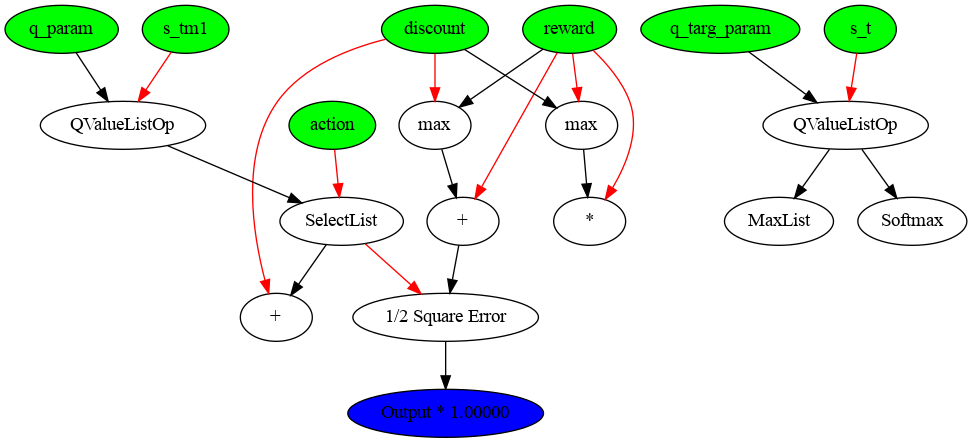 q_param
s_tm1
discount
reward
q_targ_param
s_t
QValueListOp
action
max
max
QValueListOp
SelectList
+
*
MaxList
Softmax
+
1/2 Square Error
Output * 1.00000